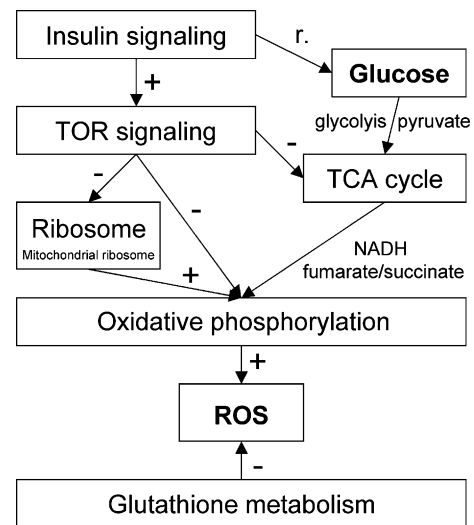 Insulin signaling
r.
Glucose
+
glycolyis pyruvate
TOR signaling
-
TCA cycle
-
-
Ribosome
Mitochondrial ribosome
NADH
fumarate/succinate
+
Oxidative phosphorylation
+
ROS
-
Glutathione metabolism